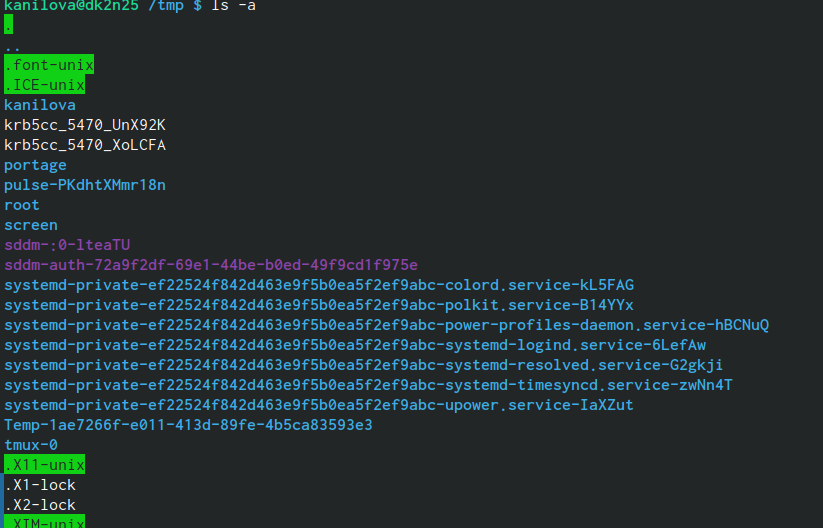 kanilova@dk2n25 /tmp $ ls -a
.
..
.font-unix
.ICE-unix
kanilova
krb5cc_5470_UnX92K
krb5cc_5470_XoLCFA
portage
pulse-PKdhtXMmr18n
root
screen
sddm-:0-lteaTU
sddm-auth-72a9f2df-69e1-44be-b0ed-49f9cd1f975e
systemd-private-ef22524f842d463e9f5b0ea5f2ef9abc-colord.service-kL5FAG
systemd-private-ef22524f842d463e9f5b0ea5f2ef9abc-polkit.service-B14YYx
systemd-private-ef22524f842d463e9f5b0ea5f2ef9abc-power-profiles-daemon.service-hBCNuQ
systemd-private-ef22524f842d463e9f5b0ea5f2ef9abc-systemd-logind.service-6LefAw
systemd-private-ef22524f842d463e9f5b0ea5f2ef9abc-systemd-resolved.service-G2gkji
systemd-private-ef22524f842d463e9f5b0ea5f2ef9abc-systemd-timesyncd.service-zwNn4T
systemd-private-ef22524f842d463e9f5b0ea5f2ef9abc-upower.service-IaXZut
Temp-1ae7266f-e011-413d-89fe-4b5ca83593e3
tmux-0
.X11-unix
.X1-lock
.X2-lock
.XIM-unix